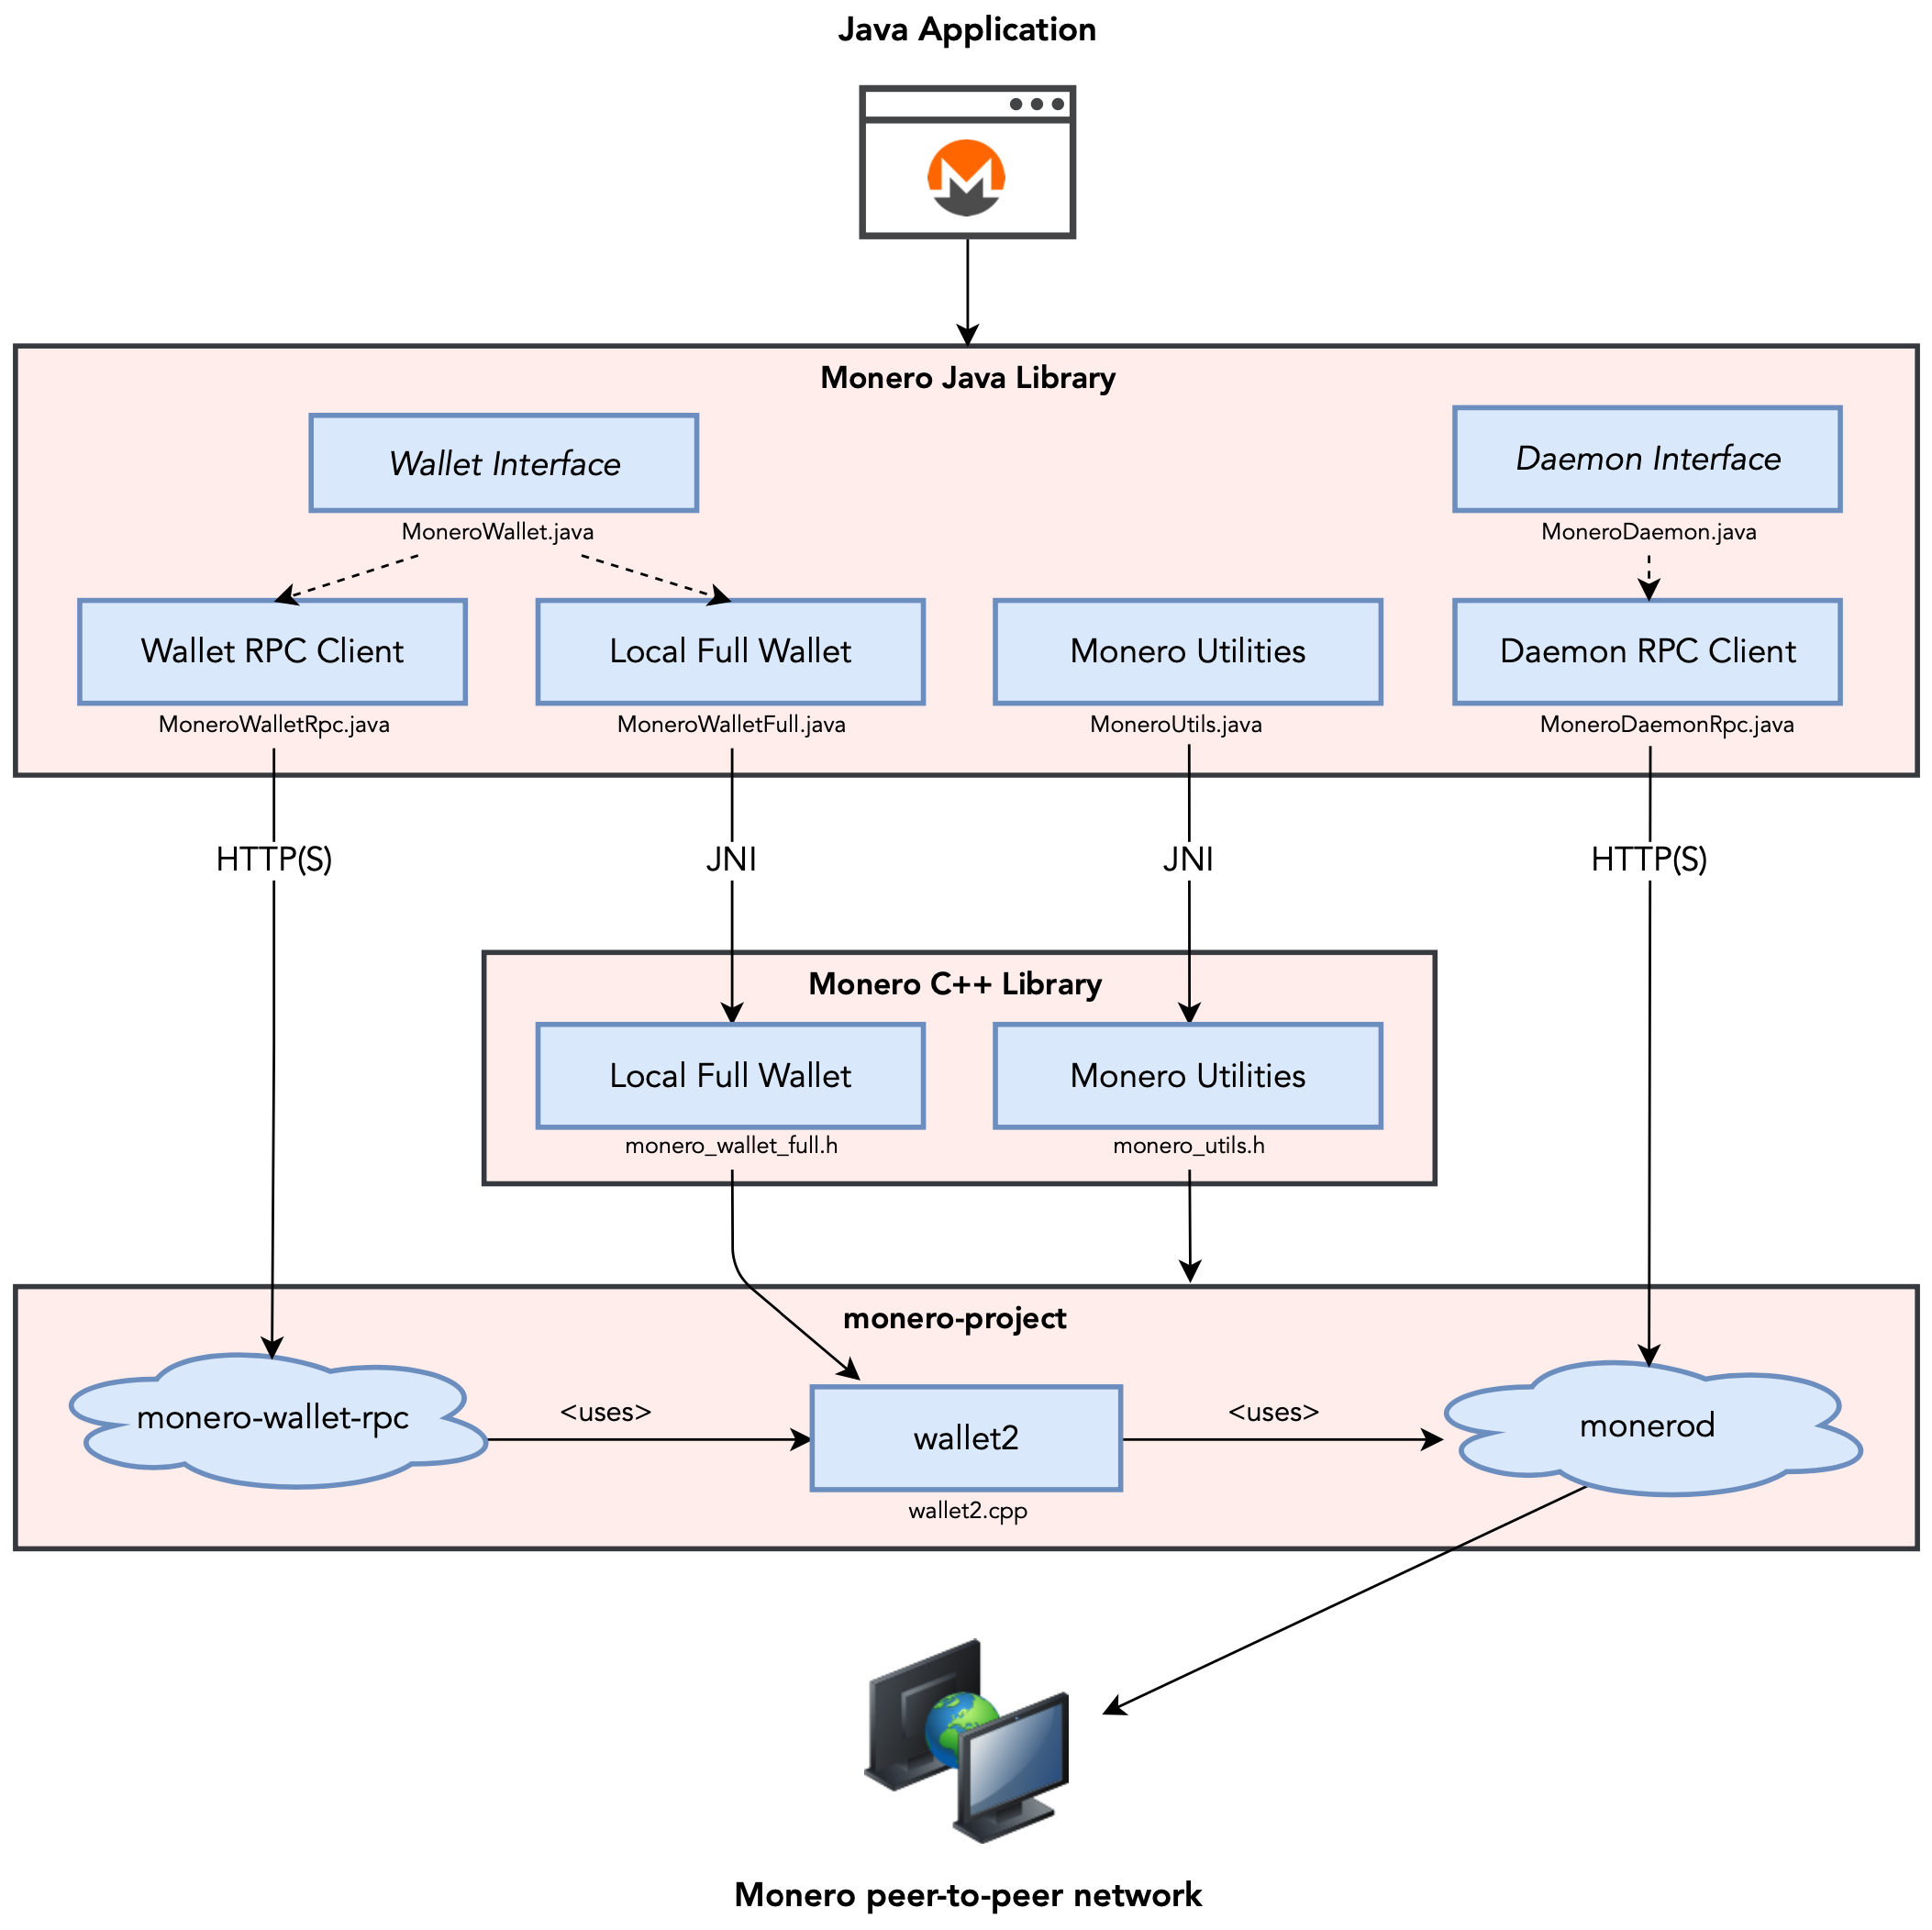 Java Application
Monero Java Library
Wallet Interface
MoneroWallet.java
Daemon Interface
MoneroDaemon.java
Wallet RPC Client
MoneroWalletRpc.java
Local Full Wallet
MoneroWalletFull.java
Monero Utilities
MoneroUtils.java
Daemon RPC Client
MoneroDaemonRpc.java
HTTP(S)
JNI
JNI
HTTP(S)
Monero C++ Library
Local Full Wallet
monero_wallet_full.h
Monero Utilities
monero_utils.h
monero-project
monero-wallet-rpc
<uses>
wallet2
wallet2.cpp
<uses>
monerod
Monero peer-to-peer network